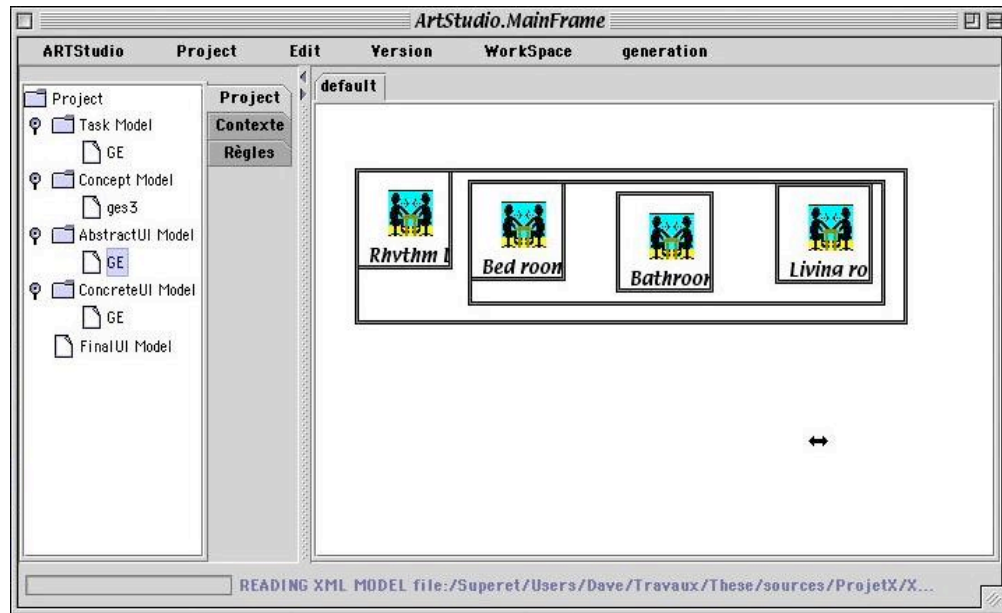 ArtStudio.MainFrame
ARTStudio Project Edit Version WorkSpace generation
Project
Task Model
GE
Concept Model
ges3
AbstractUI Model
GE
ConcreteUI Model
GE
FinalUI Model
Project
Contexte
Règles
default
Rhythm
Bed room
Bathroom
Living ro
READING XML MODEL file:/Superet/Users/Dave/Travaux/These/sources/ProjetX/X...